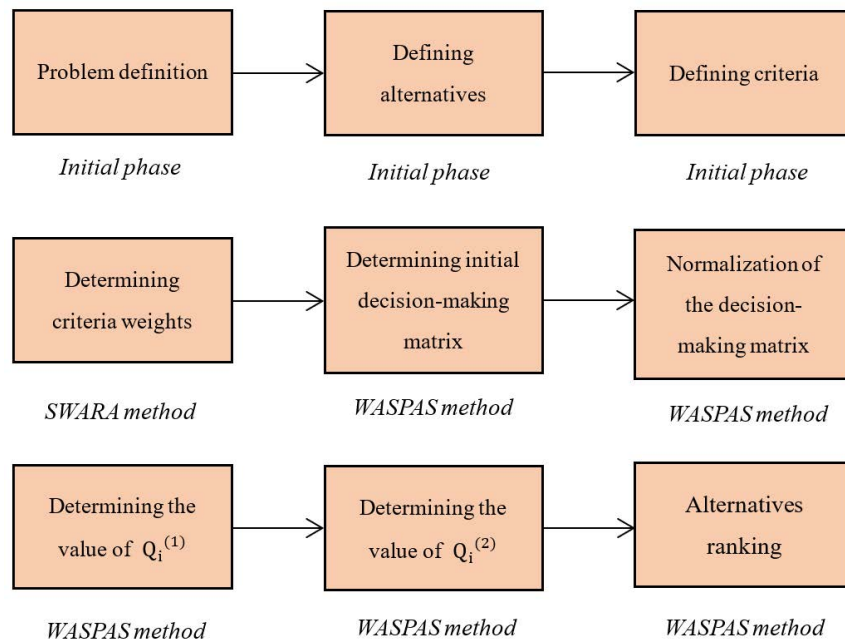 Problem definition
Defining
alternatives
Defining criteria
Initial phase
Initial phase
Initial phase
Determining
criteria weights
Determining initial
decision-making
matrix
Normalization of
the decision-
making matrix
SWARA method
WASPAS method
WASPAS method
Determining the
value of Qᵢ⁽¹⁾
Determining the
value of Qᵢ⁽²⁾
Alternatives
ranking
WASPAS method
WASPAS method
WASPAS method